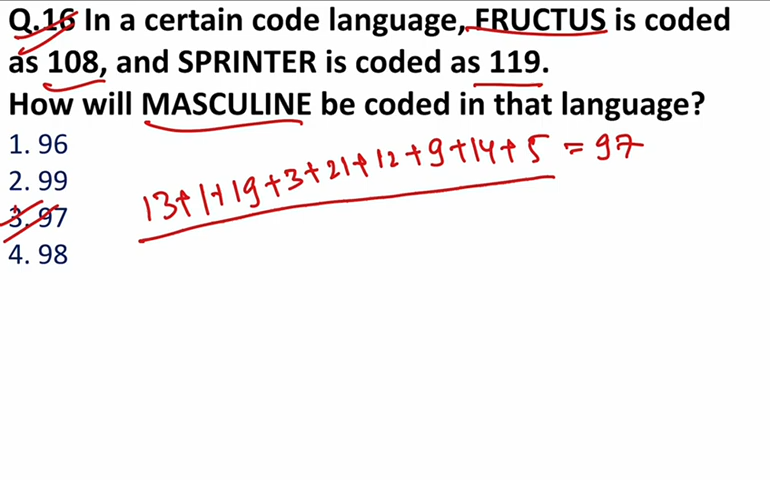 Q.16 In a certain code language, FRUCTUS is coded
as 108, and SPRINTER is coded as 119.
How will MASCULINE be coded in that language?
1. 96
2. 99
3. 97
4. 98
13+1+19+3+21+12+9+14+5 = 97